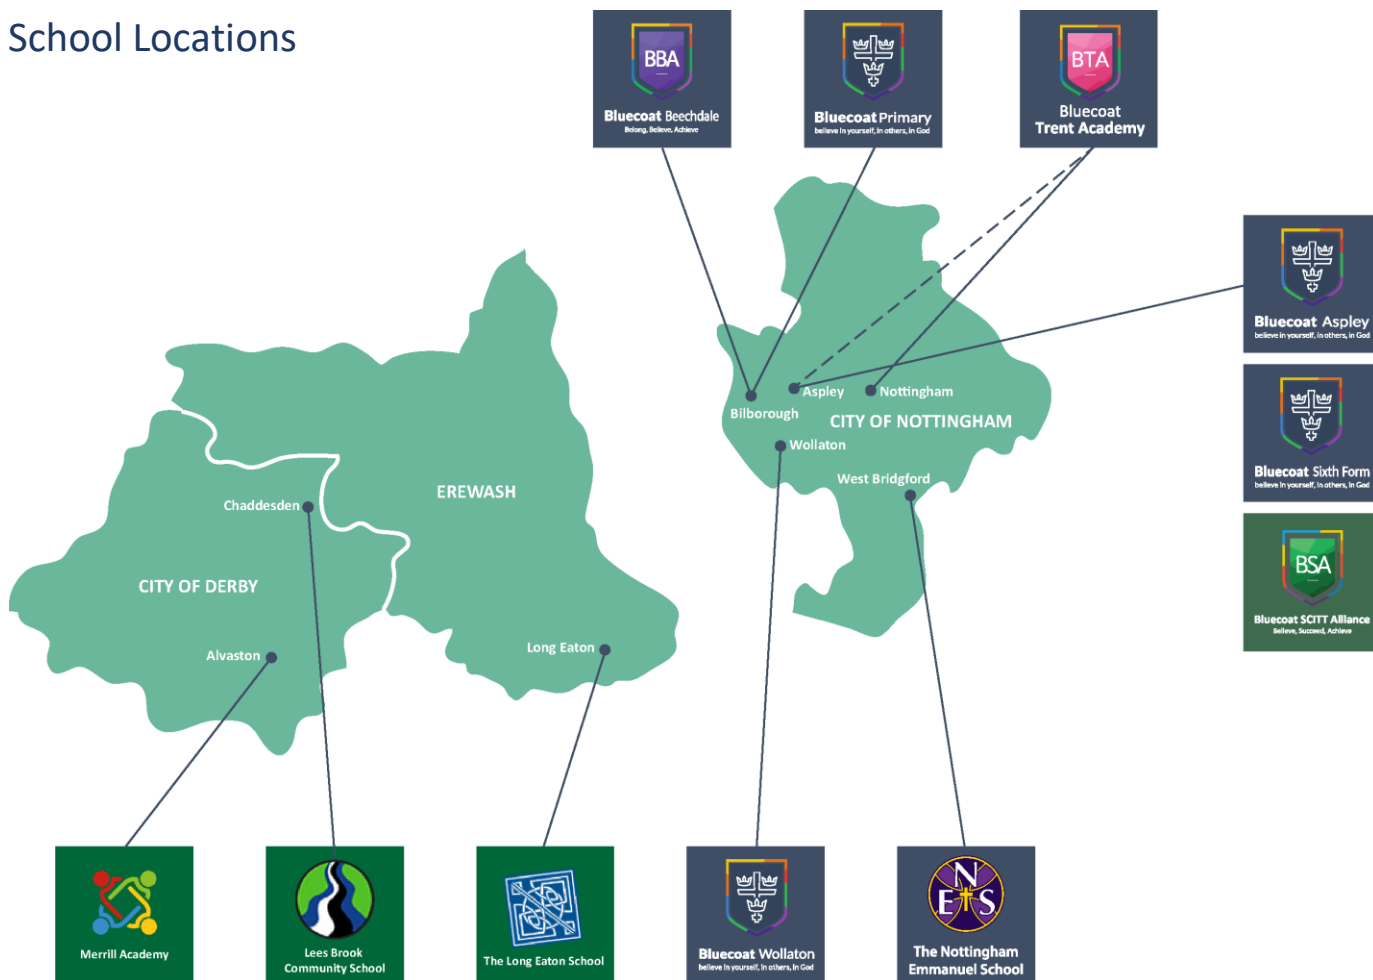 School Locations
BBA
Bluecoat Beechdale
Belong, Believe, Achieve
Bluecoat Primary
believe in yourself, in others, in God
BTA
Bluecoat
Trent Academy
Bluecoat Aspley
believe in yourself, in others, in God
Bluecoat Sixth Form
believe in yourself, in others, in God
BSA
Bluecoat SCITT Alliance
Believe, Succeed, Achieve
Aspley
Nottingham
Bilborough
CITY OF NOTTINGHAM
Wollaton
West Bridgford
EREWASH
Chaddesden
CITY OF DERBY
Alvaston
Long Eaton
Merrill Academy
Lees Brook
Community School
The Long Eaton School
Bluecoat Wollaton
believe in yourself, in others, in God
N
E S
The Nottingham
Emmanuel School